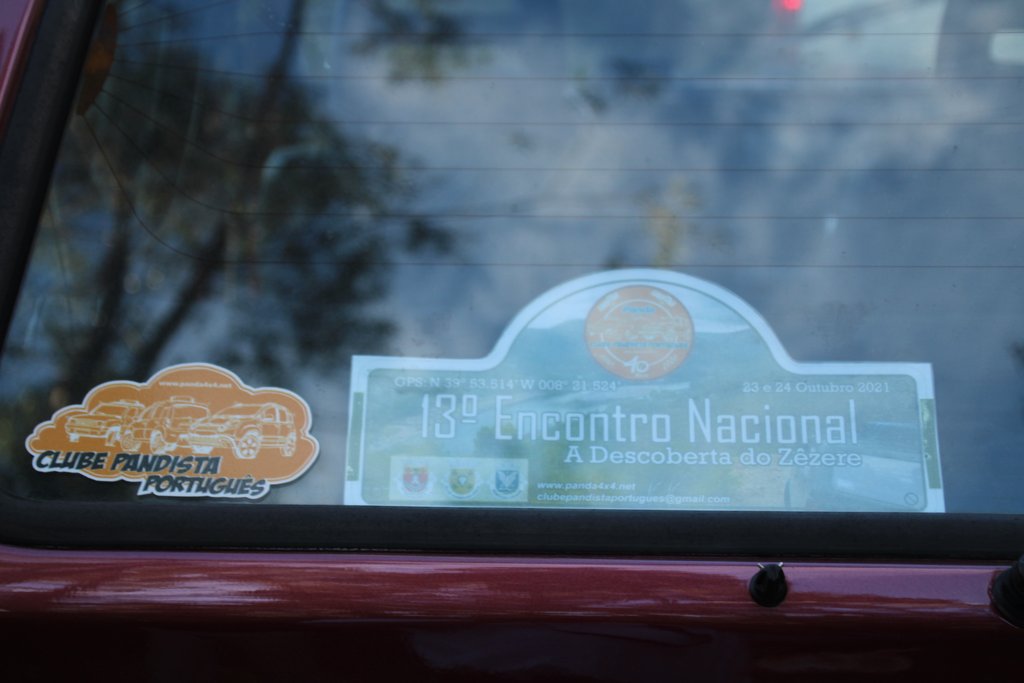 www.panda4x4.net
CLUBE PANDISTA
PORTUGUÊS
GPS: N 39° 53.514' W 008° 31.524'
23 e 24 Outubro 2021
13º Encontro Nacional
A Descoberta do Zêzere
www.panda4x4.net
clubepandistaportugues@gmail.com